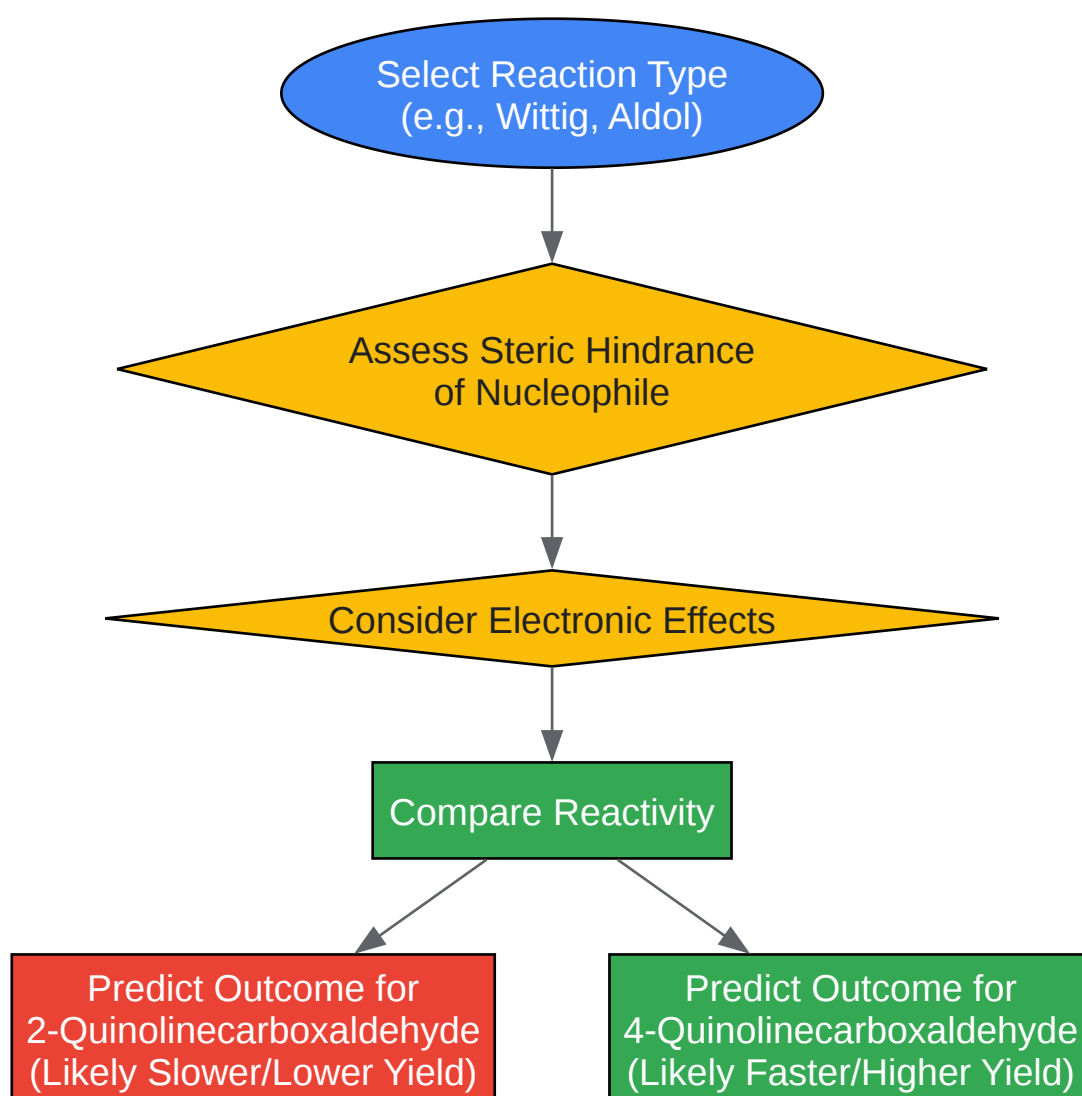 Select Reaction Type
(e.g., Wittig, Aldol)
Assess Steric Hindrance
of Nucleophile
Consider Electronic Effects
Compare Reactivity
Predict Outcome for
2-Quinolinecarboxaldehyde
(Likely Slower/Lower Yield)
Predict Outcome for
4-Quinolinecarboxaldehyde
(Likely Faster/Higher Yield)